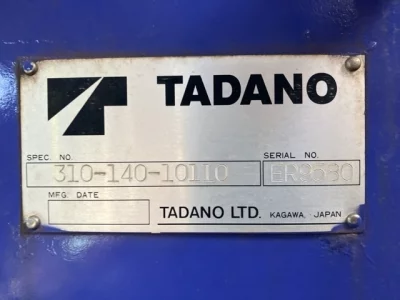 TADANO
SPEC. NO. SERIAL NO.
310-140-10110
MFG. DATE
TADANO LTD. KAGAWA, JAPAN